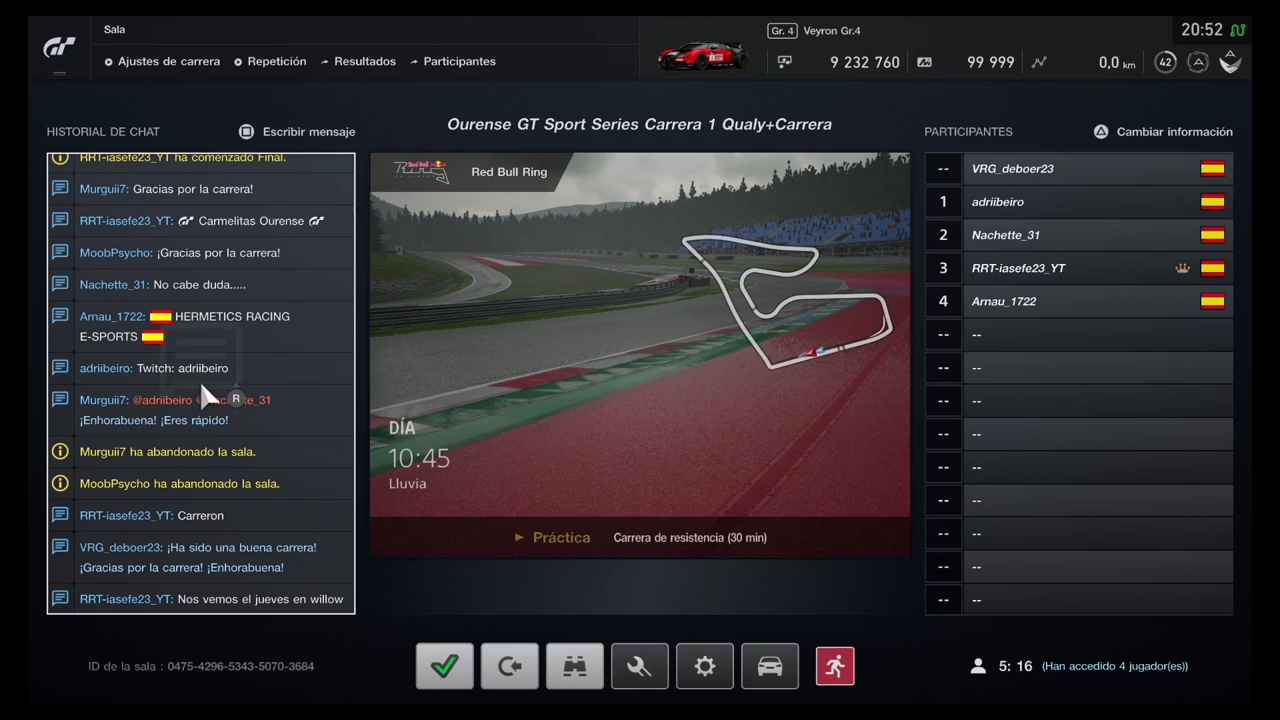 Sala
Gr. 4 Veyron Gr.4
20:52
Ajustes de carrera Repetición Resultados Participantes
9 232 760 99 999 0,0 km 42
HISTORIAL DE CHAT Escribir mensaje
RRT-iasefe23_YT ha comenzado Final.
Murguii7: Gracias por la carrera!
RRT-iasefe23_YT: Carmelitas Ourense
MoobPsycho: ¡Gracias por la carrera!
Nachette_31: No cabe duda.....
Arnau_1722: HERMETICS RACING
E-SPORTS
adriibeiro: Twitch: adriibeiro
Murguii7: @adriibeiro
¡Enhorabuena! ¡Eres rápido!
R
Murguii7 ha abandonado la sala.
MoobPsycho ha abandonado la sala.
RRT-iasefe23_YT: Carreron
VRG_deboer23: ¡Ha sido una buena carrera!
¡Gracias por la carrera! ¡Enhorabuena!
RRT-iasefe23_YT: Nos vemos el jueves en willow
Ourense GT Sport Series Carrera 1 Qualy+Carrera
Red Bull Ring
DÍA
10:45
Lluvia
Práctica Carrera de resistencia (30 min)
PARTICIPANTES Cambiar información
-- VRG_deboer23
1 adriibeiro
2 Nachette_31
3 RRT-iasefe23_YT
4 Arnau_1722
-- --
-- --
-- --
-- --
-- --
-- --
-- --
-- --
-- --
ID de la sala : 0475-4296-5343-5070-3684
5: 16 (Han accedido 4 jugador(es))